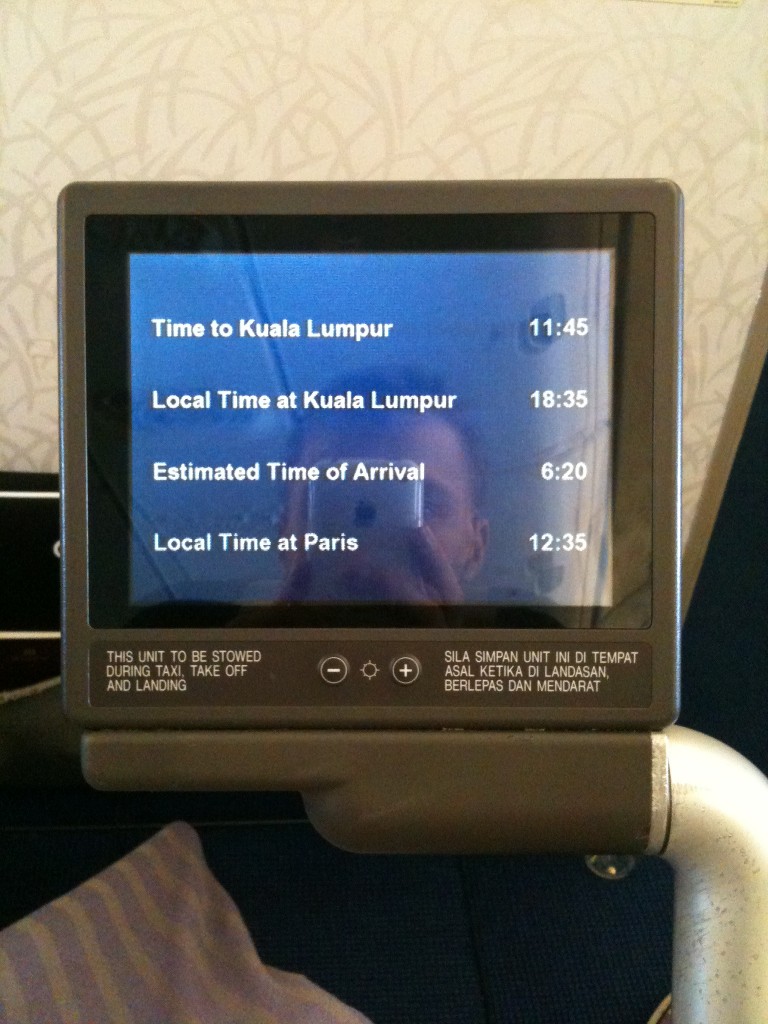 Time to Kuala Lumpur 11:45
Local Time at Kuala Lumpur 18:35
Estimated Time of Arrival 6:20
Local Time at Paris 12:35
THIS UNIT TO BE STOWED
DURING TAXI, TAKE OFF
AND LANDING
SILA SIMPAN UNIT INI DI TEMPAT
ASAL KETIKA DI LANDASAN,
BERLEPAS DAN MENDARAT